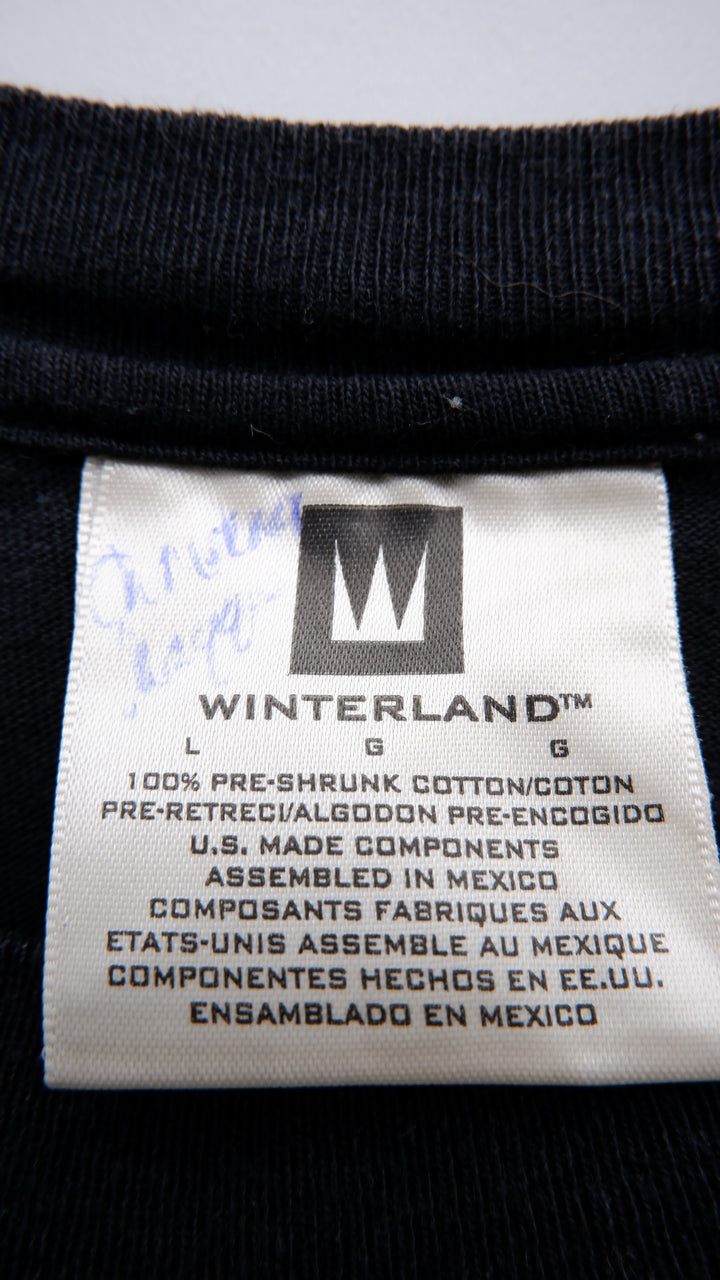 WINTERLAND™
L G G
100% PRE-SHRUNK COTTON/COTON
PRE-RETRECI/ALGODON PRE-ENCOGIDO
U.S. MADE COMPONENTS
ASSEMBLED IN MEXICO
COMPOSANTS FABRIQUES AUX
ETATS-UNIS ASSEMBLE AU MEXIQUE
COMPONENTES HECHOS EN EE.UU.
ENSAMBLADO EN MEXICO